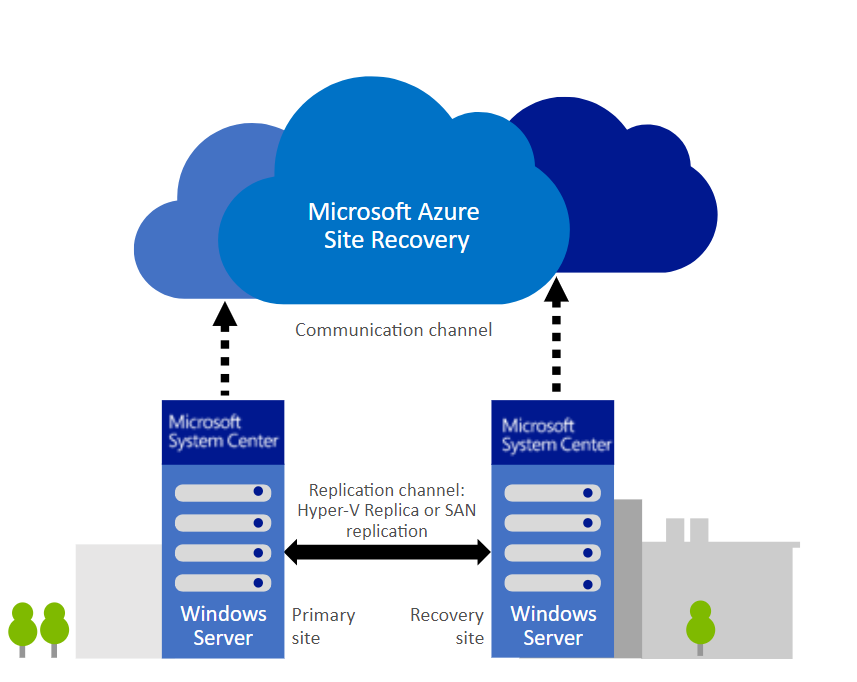 Microsoft Azure
Site Recovery
Communication channel
Microsoft
System Center
Microsoft
System Center
Replication channel:
Hyper-V Replica or SAN
replication
Windows
Server
Primary
site
Recovery
site
Windows
Server